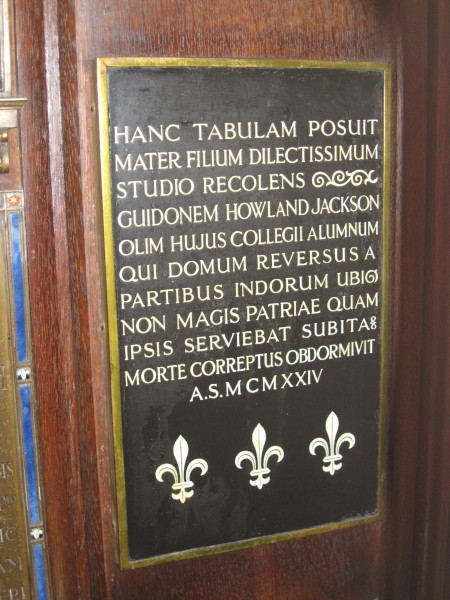 HANC TABULAM POSUIT
MATER FILIUM DILECTISSIMUM
STUDIO RECOLENS
GUIDONEM HOWLAND JACKSON
OLIM HUJUS COLLEGII ALUMNUM
QUI DOMUM REVERSUS A
PARTIBUS INDORUM UBI
NON MAGIS PATRIAE QUAM
IPSIS SERVIEBAT SUBITA
MORTE CORREPTUS OBDORMIVIT
A.S. MCMXXIV